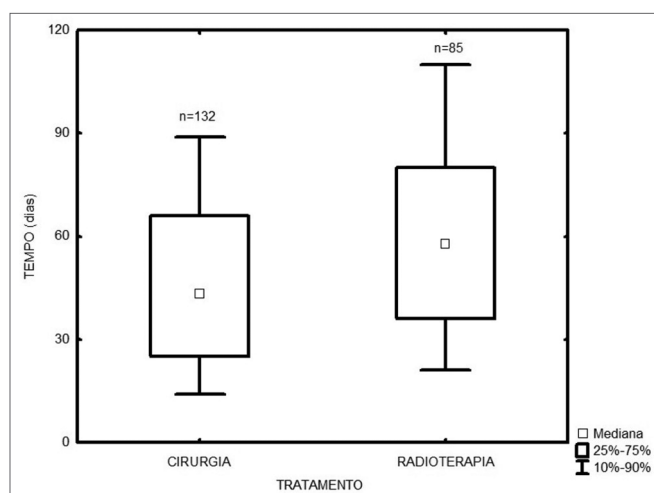 120
n=85
n=132
90
TEMPO (dias)
60
30
0
CIRURGIA
RADIOTERAPIA
TRATAMENTO
Mediana
25%-75%
10%-90%